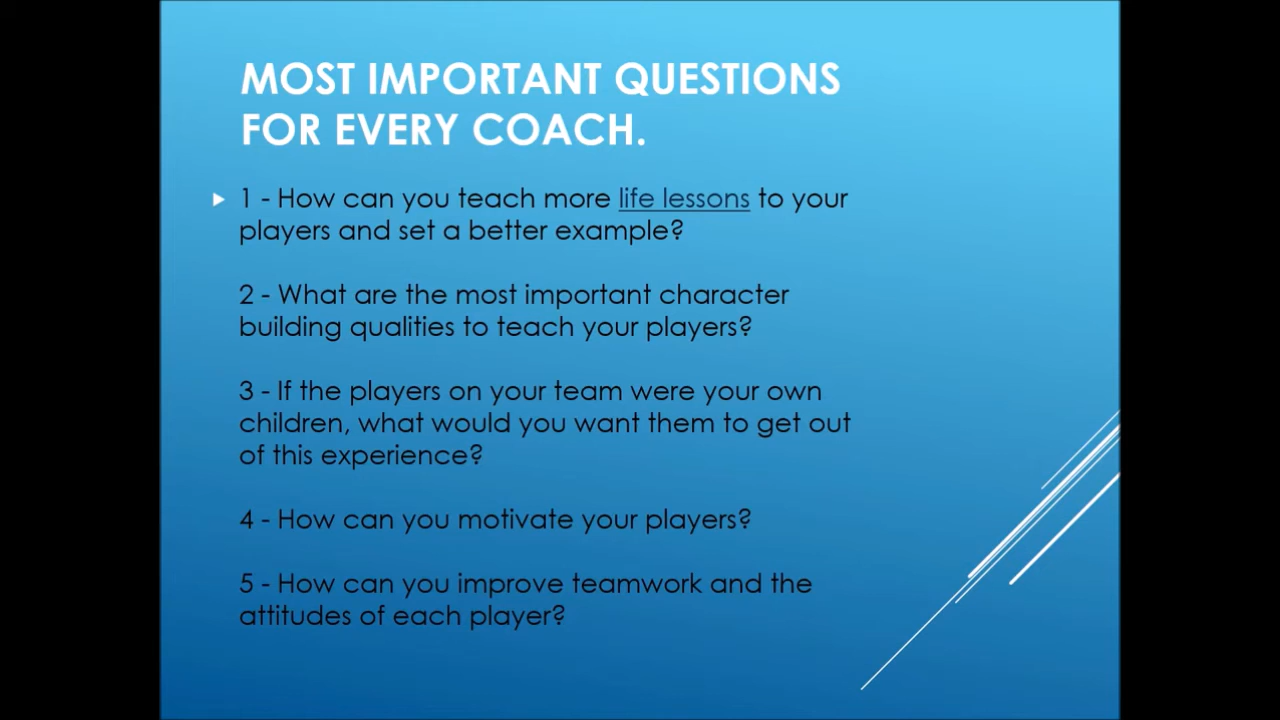 MOST IMPORTANT QUESTIONS
FOR EVERY COACH.
1 - How can you teach more life lessons to your
players and set a better example?
2 - What are the most important character
building qualities to teach your players?
3 - If the players on your team were your own
children, what would you want them to get out
of this experience?
4 - How can you motivate your players?
5 - How can you improve teamwork and the
attitudes of each player?